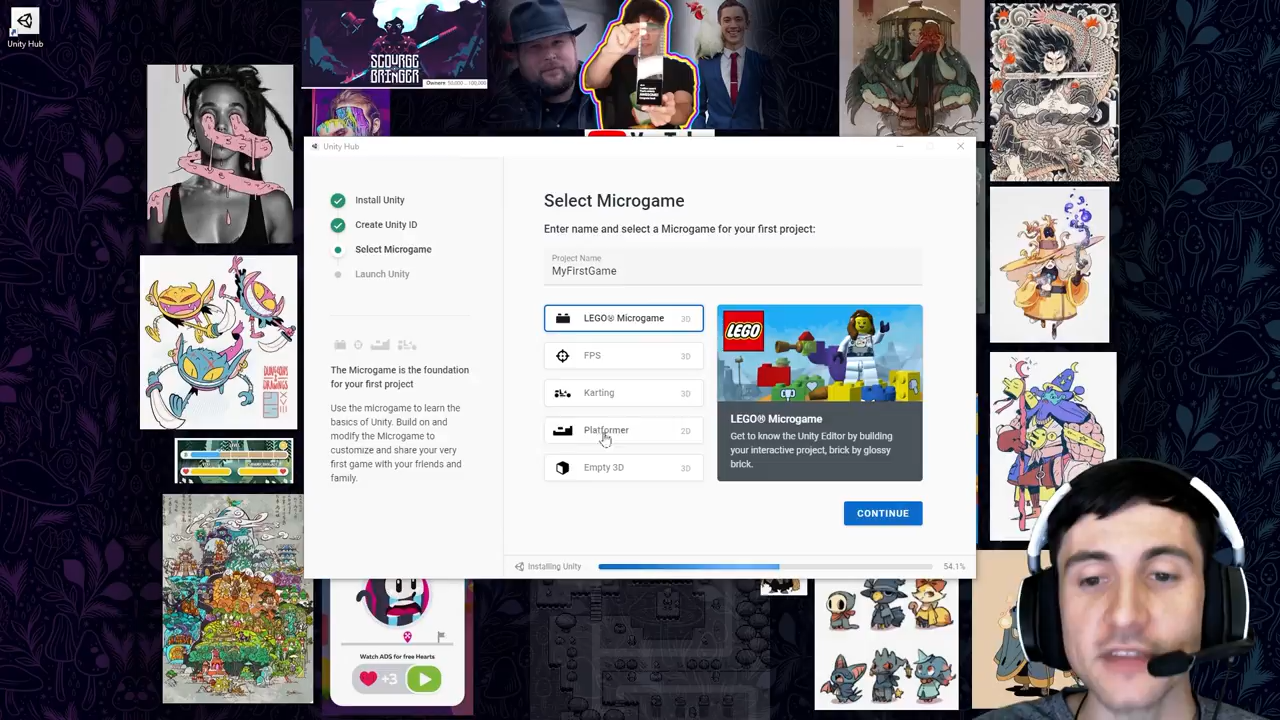 Unity Hub
SCOURGE
BRINGER
Owners: 50,000 .. 100,000
Unity Hub
Install Unity
Create Unity ID
Select Microgame
Launch Unity
The Microgame is the foundation
for your first project
Use the microgame to learn the
basics of Unity. Build on and
modify the Microgame to
customize and share your very
first game with your friends and
family.
Select Microgame
Enter name and select a Microgame for your first project:
Project Name
MyFirstGame
LEGO® Microgame 3D
FPS 3D
Karting 3D
Platformer 2D
Empty 3D 3D
LEGO
LEGO® Microgame
Get to know the Unity Editor by building
your interactive project, brick by glossy
brick.
CONTINUE
Installing Unity 54.1%
Watch ADS for free Hearts
+3